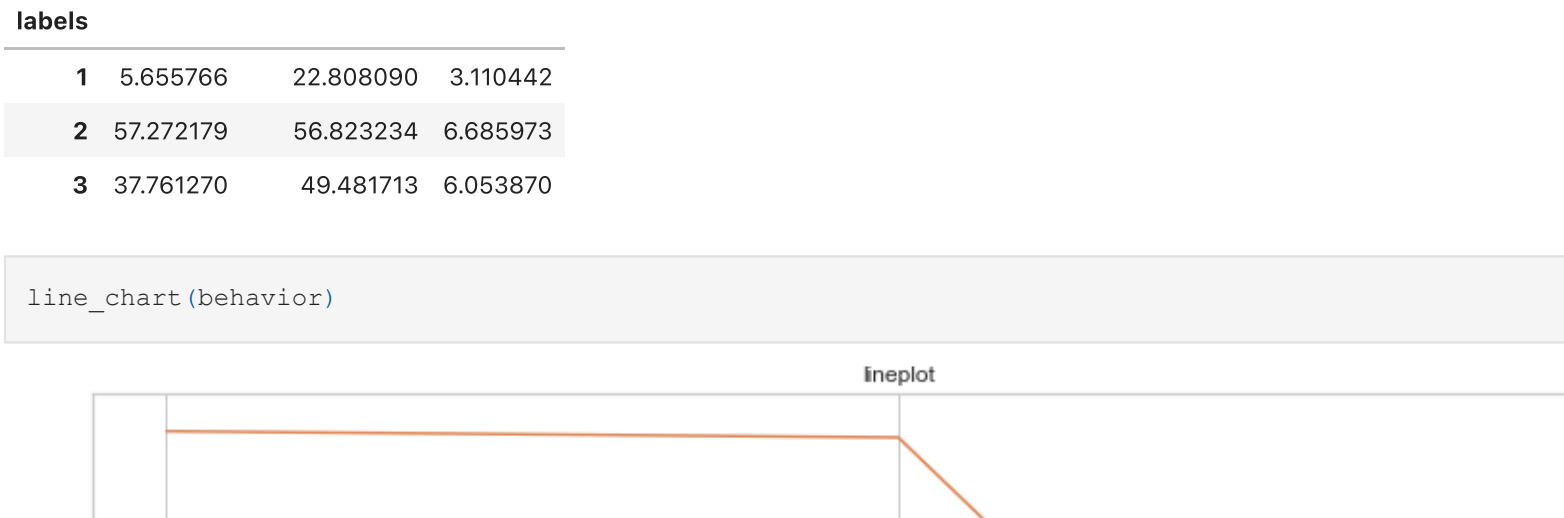 labels
1 5.655766 22.808090 3.110442
2 57.272179 56.823234 6.685973
3 37.761270 49.481713 6.053870
line_chart(behavior)
lineplot